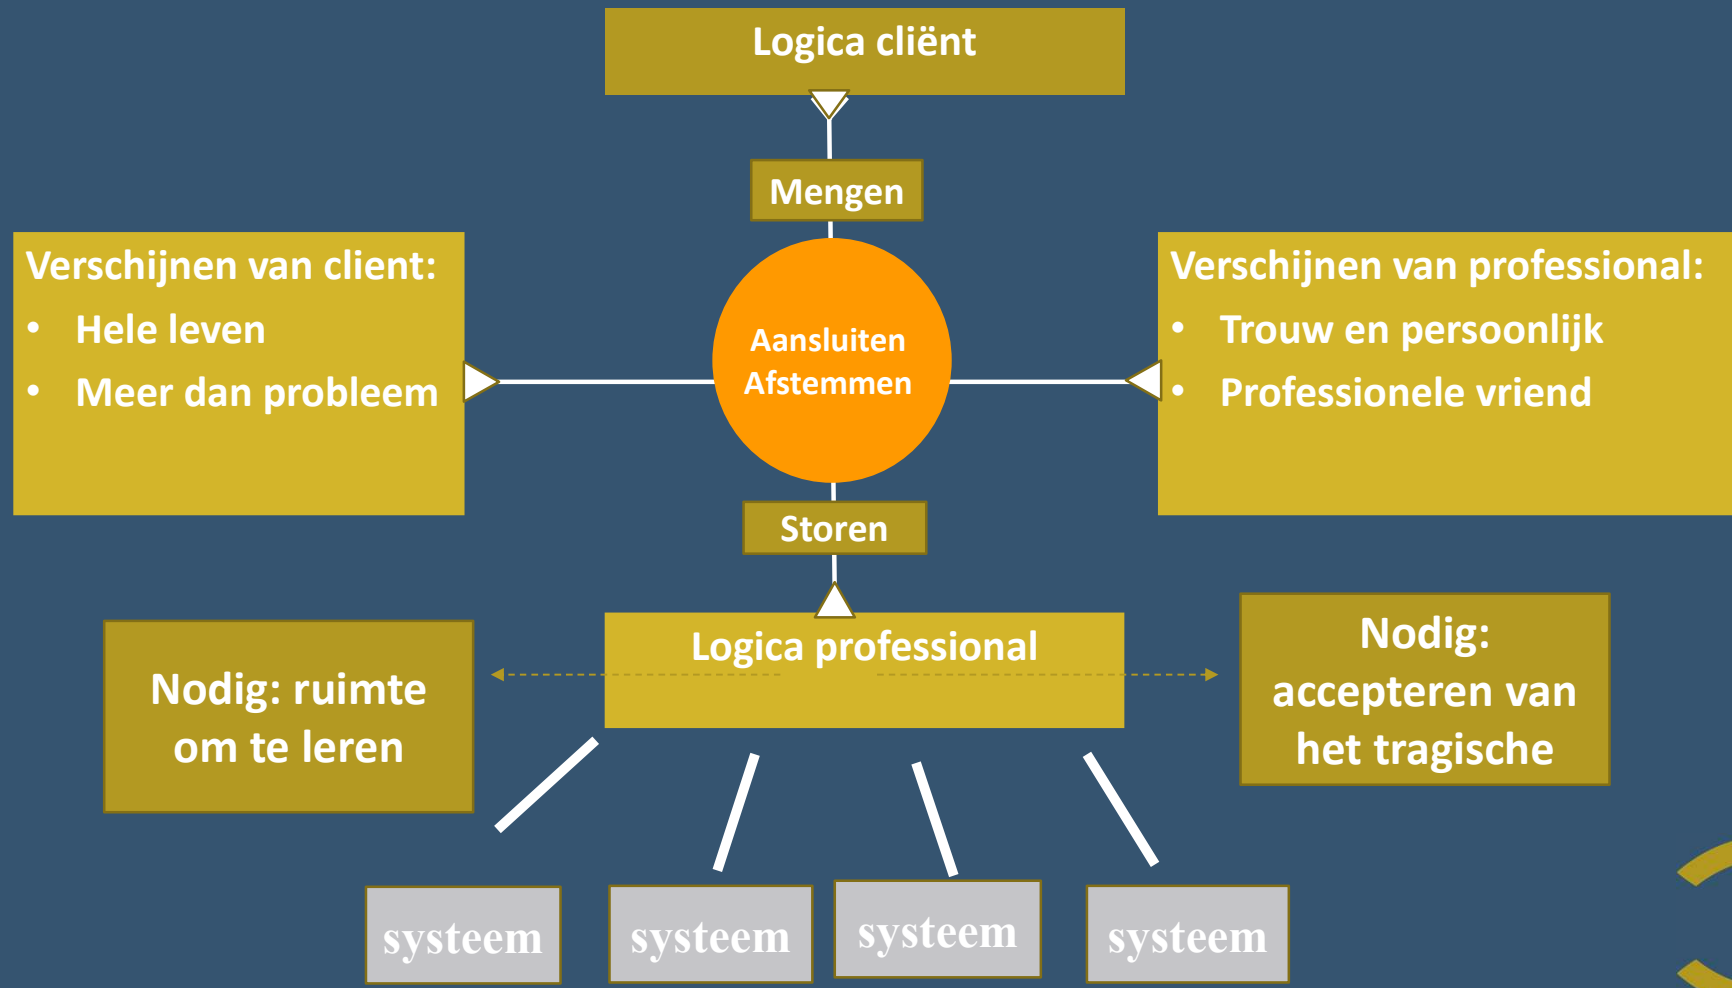 Logica cliënt
Mengen
Verschijnen van client:
• Hele leven
• Meer dan probleem
Aansluiten
Afstemmen
Verschijnen van professional:
• Trouw en persoonlijk
• Professionele vriend
Storen
Logica professional
Nodig: ruimte
om te leren
Nodig:
accepteren van
het tragische
systeem
systeem
systeem
systeem